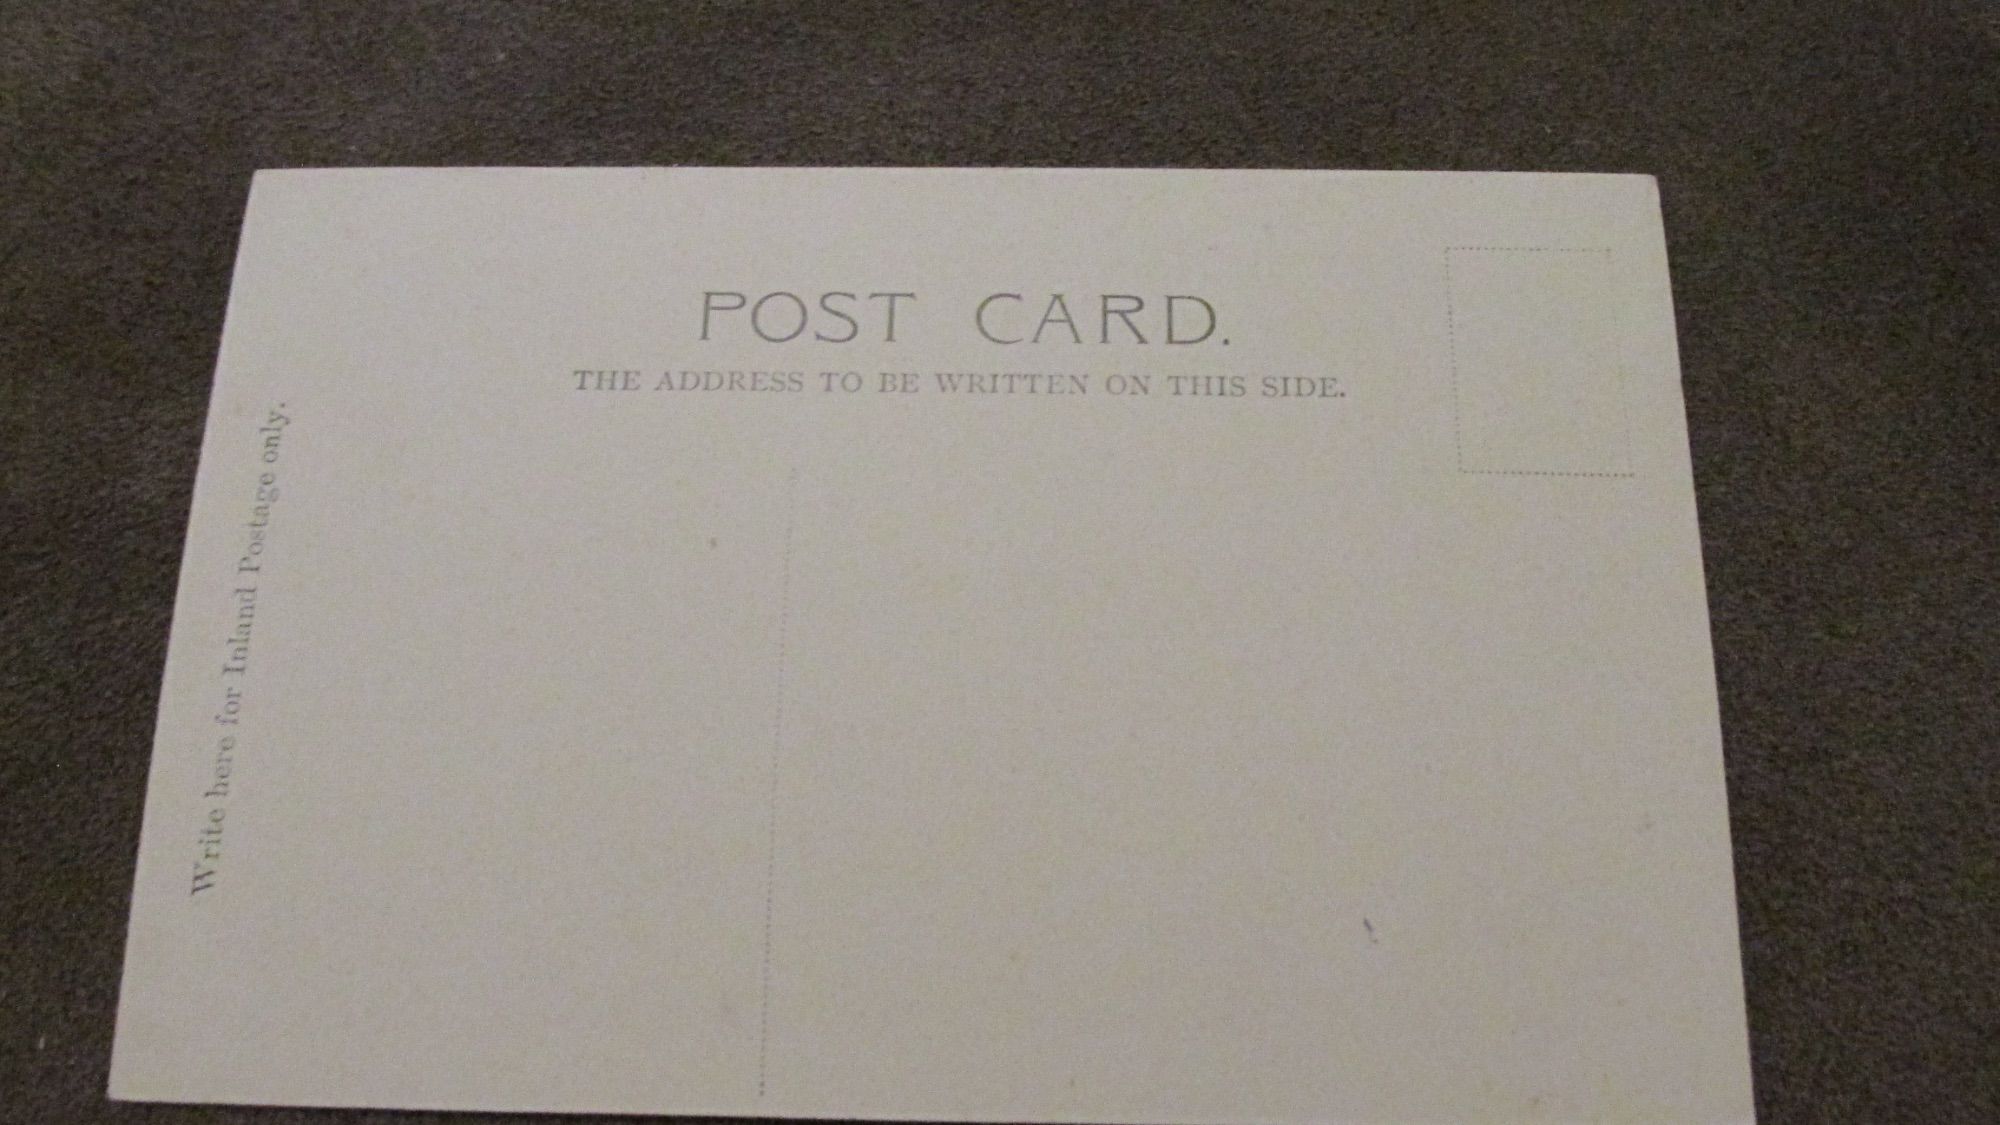 POST CARD.
THE ADDRESS TO BE WRITTEN ON THIS SIDE.
Write here for Inland Postage only.